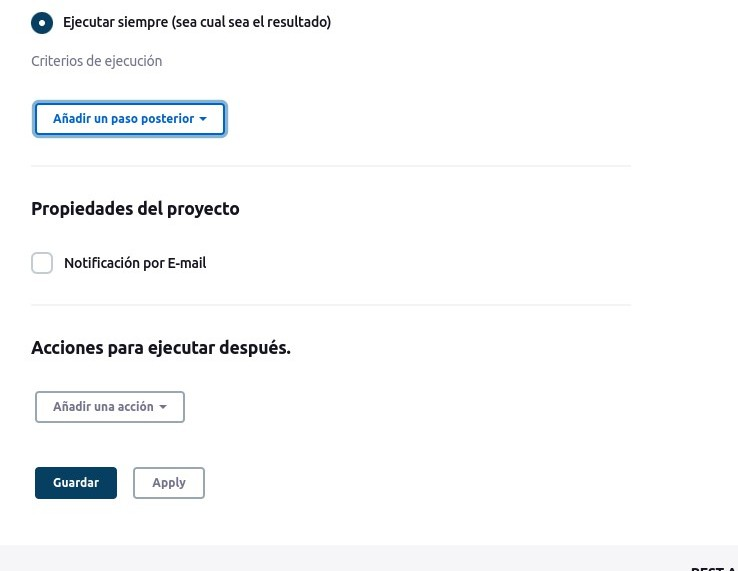 Ejecutar siempre (sea cual sea el resultado)
Criterios de ejecución
Añadir un paso posterior
Propiedades del proyecto
Notificación por E-mail
Acciones para ejecutar después.
Añadir una acción
Guardar Apply